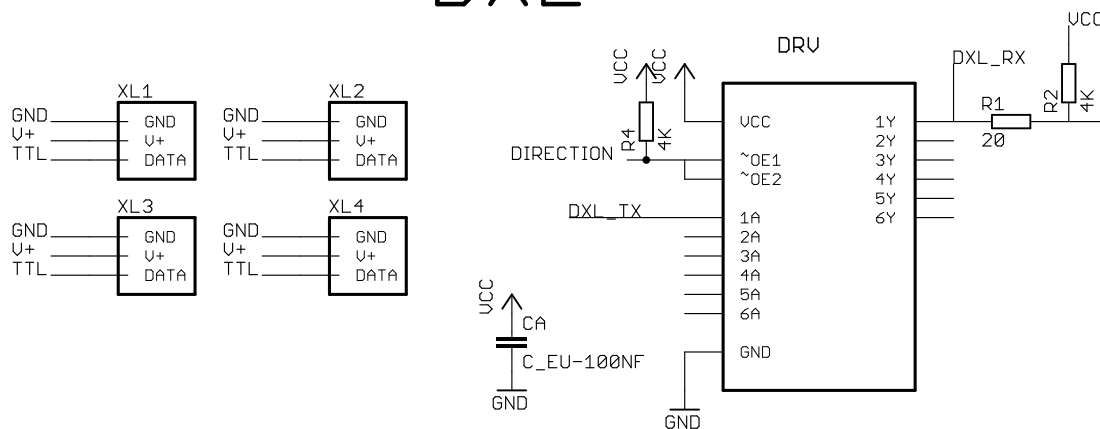 DXL
DRV
XL1
GND
V+
TTL
GND
V+
DATA
XL2
GND
V+
TTL
GND
V+
DATA
XL3
GND
V+
TTL
GND
V+
DATA
XL4
GND
V+
TTL
GND
V+
DATA
VCC
VCC
R4
4K
DIRECTION
DXL_TX
VCC
~OE1
~OE2
1A
2A
3A
4A
5A
6A
GND
1Y
2Y
3Y
4Y
5Y
6Y
DXL_RX
R1
20
VCC
R2
4K
VCC
CA
C_EU-100NF
GND
GND